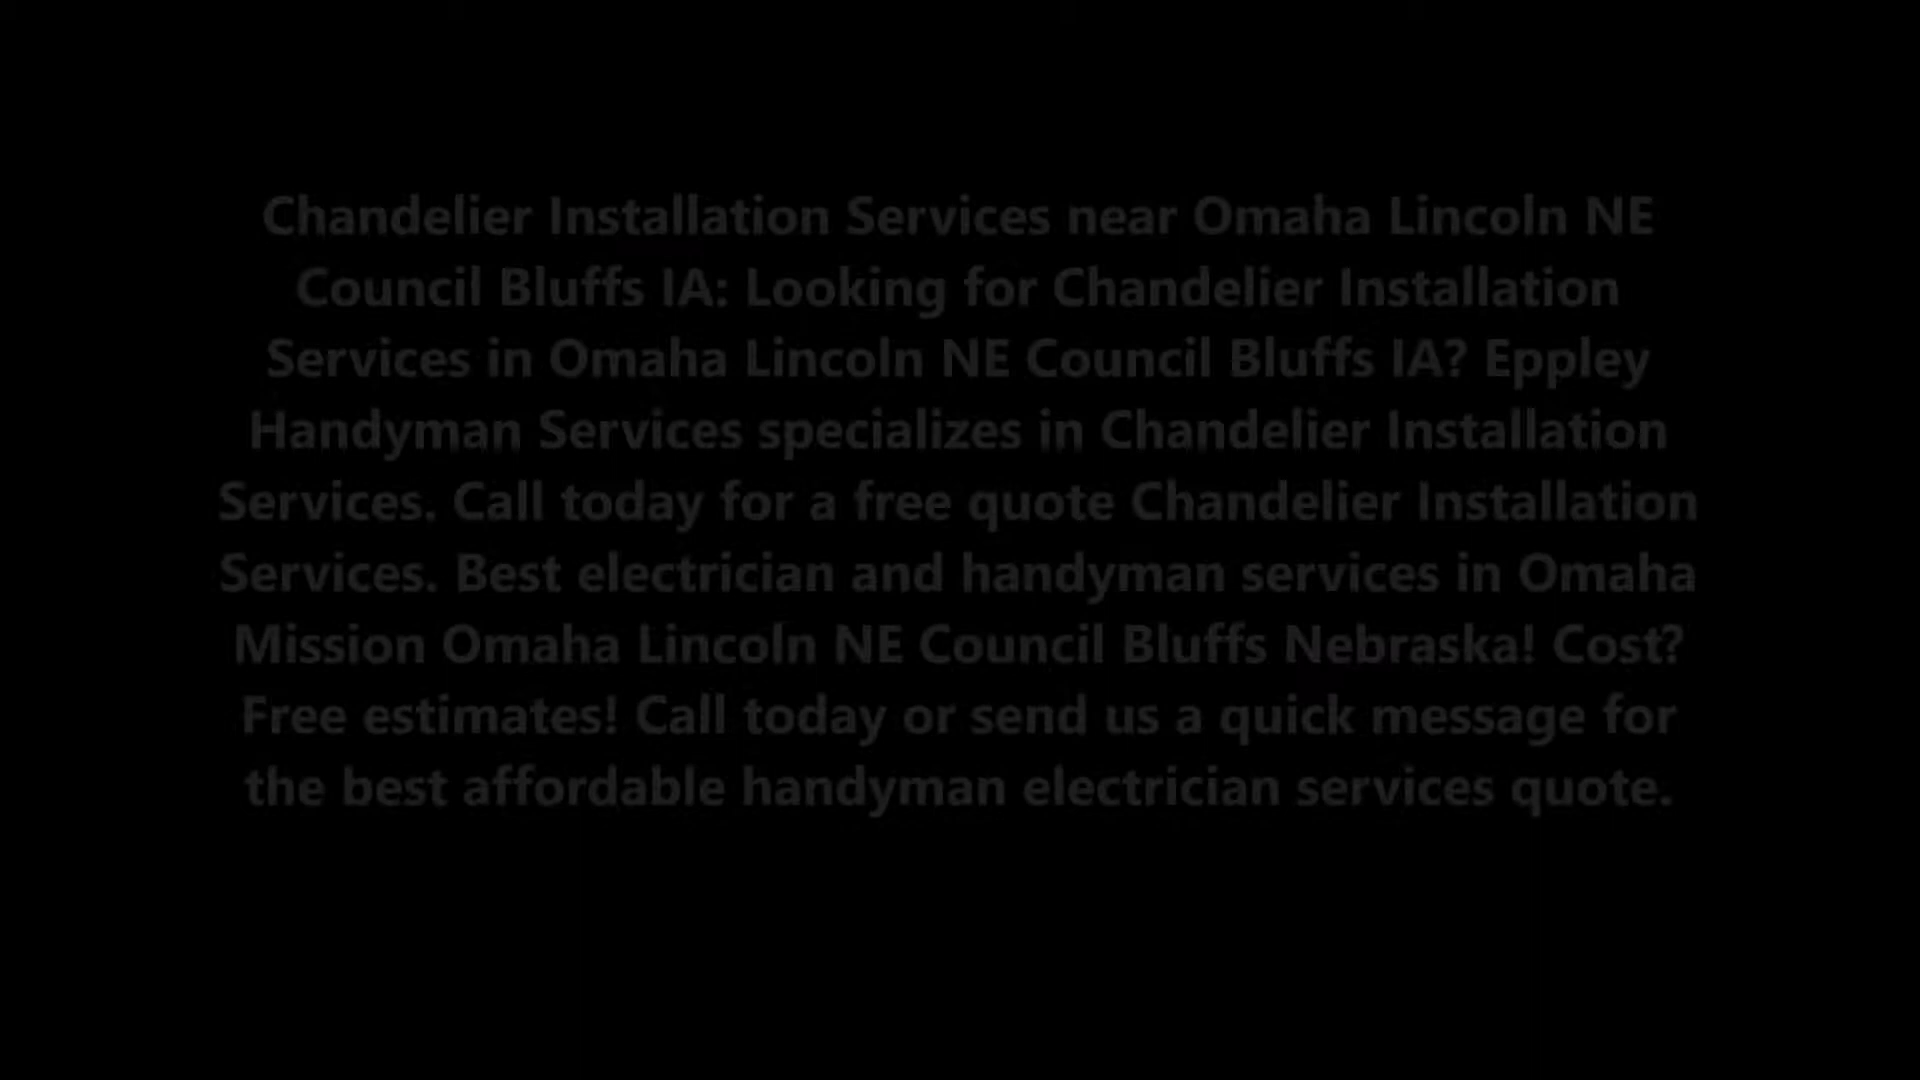 Chandelier Installation Services near Omaha Lincoln NE
Council Bluffs IA: Looking for Chandelier Installation
Services in Omaha Lincoln NE Council Bluffs IA? Eppley
Handyman Services specializes in Chandelier Installation
Services. Call today for a free quote Chandelier Installation
Services. Best electrician and handyman services in Omaha
Mission Omaha Lincoln NE Council Bluffs Nebraska! Cost?
Free estimates! Call today or send us a quick message for
the best affordable handyman electrician services quote.